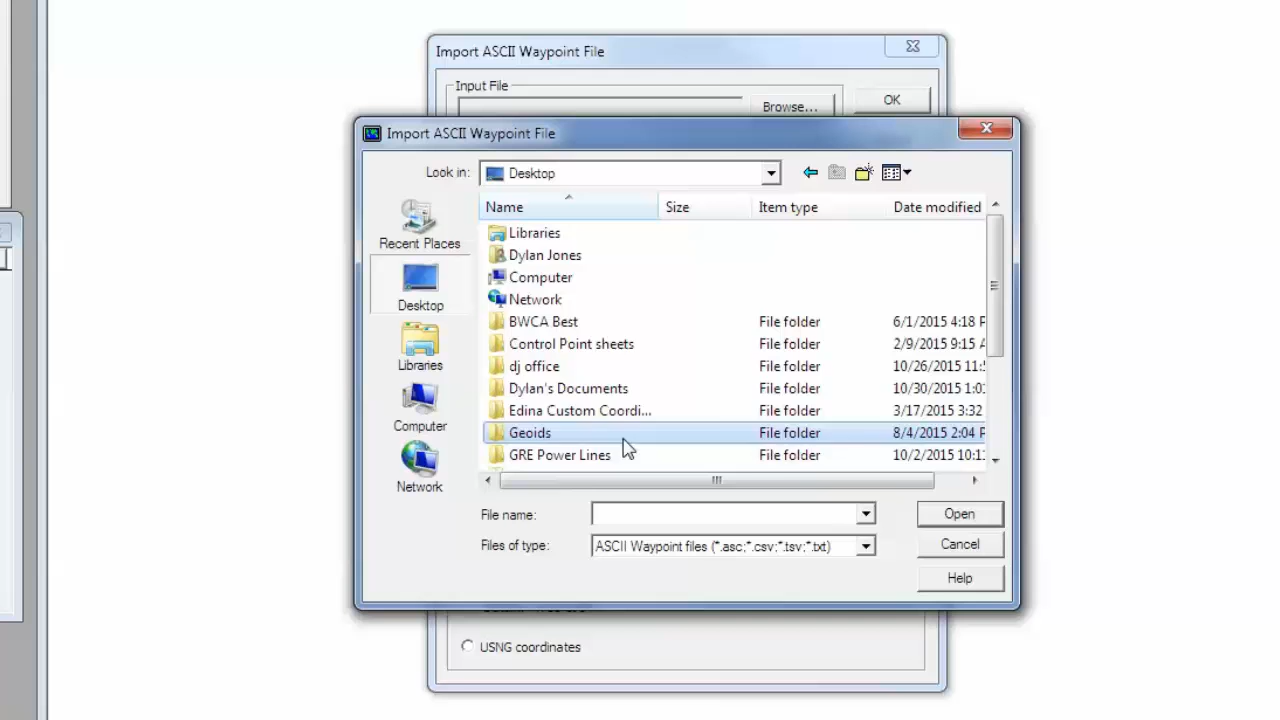 Import ASCII Waypoint File
Input File
OK
Browse...
Import ASCII Waypoint File
Look in:
Desktop
Name
Size
Item type
Date modified
Recent Places
Desktop
Libraries
Computer
Network
Libraries
Dylan Jones
Computer
Network
BWCA Best File folder 6/1/2015 4:18 P
Control Point sheets File folder 2/9/2015 9:15 A
dj office File folder 10/26/2015 11:
Dylan's Documents File folder 10/30/2015 1:0
Edina Custom Coordi... File folder 3/17/2015 3:32
Geoids File folder 8/4/2015 2:04 P
GRE Power Lines File folder 10/2/2015 10:1
File name:
Open
Files of type:
ASCII Waypoint files (*.asc;*.csv;*.tsv;*.txt)
Cancel
Help
USNG coordinates